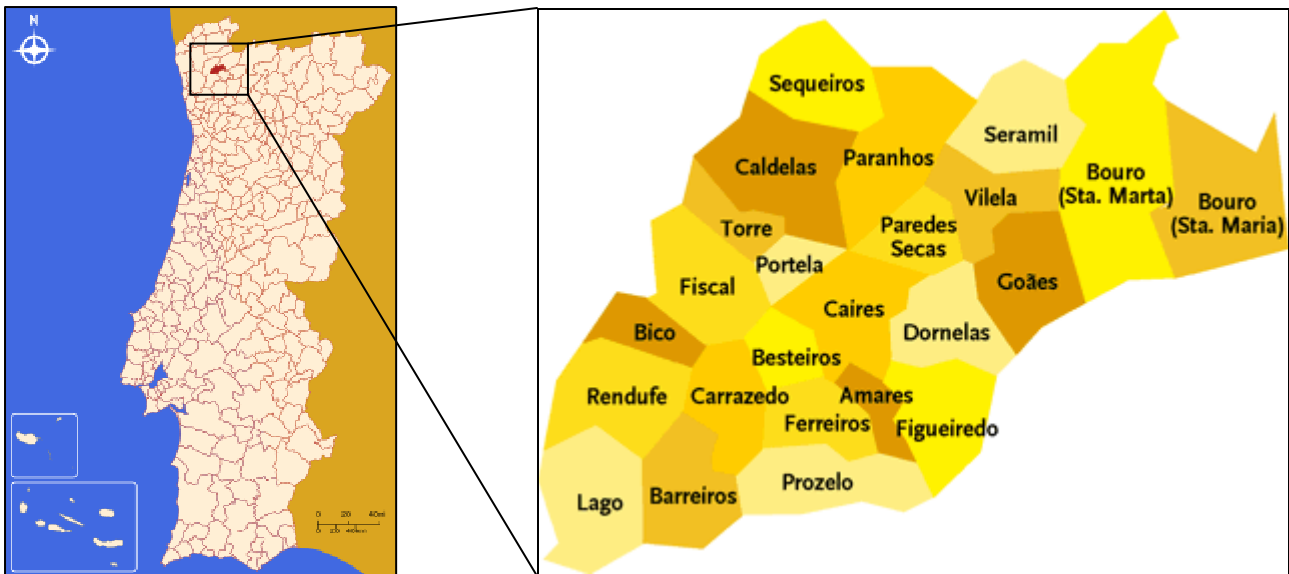 N
Sequeiros
Seramil
Caldelas
Paranhos
Bouro
(Sta. Marta)
Vilela
Bouro
(Sta. Maria)
Torre
Paredes
Secas
Portela
Fiscal
Goães
Caires
Bico
Dornelas
Besteiros
Rendufe
Carrazedo
Amares
Ferreiros
Figueiredo
Prozelo
Lago
Barreiros